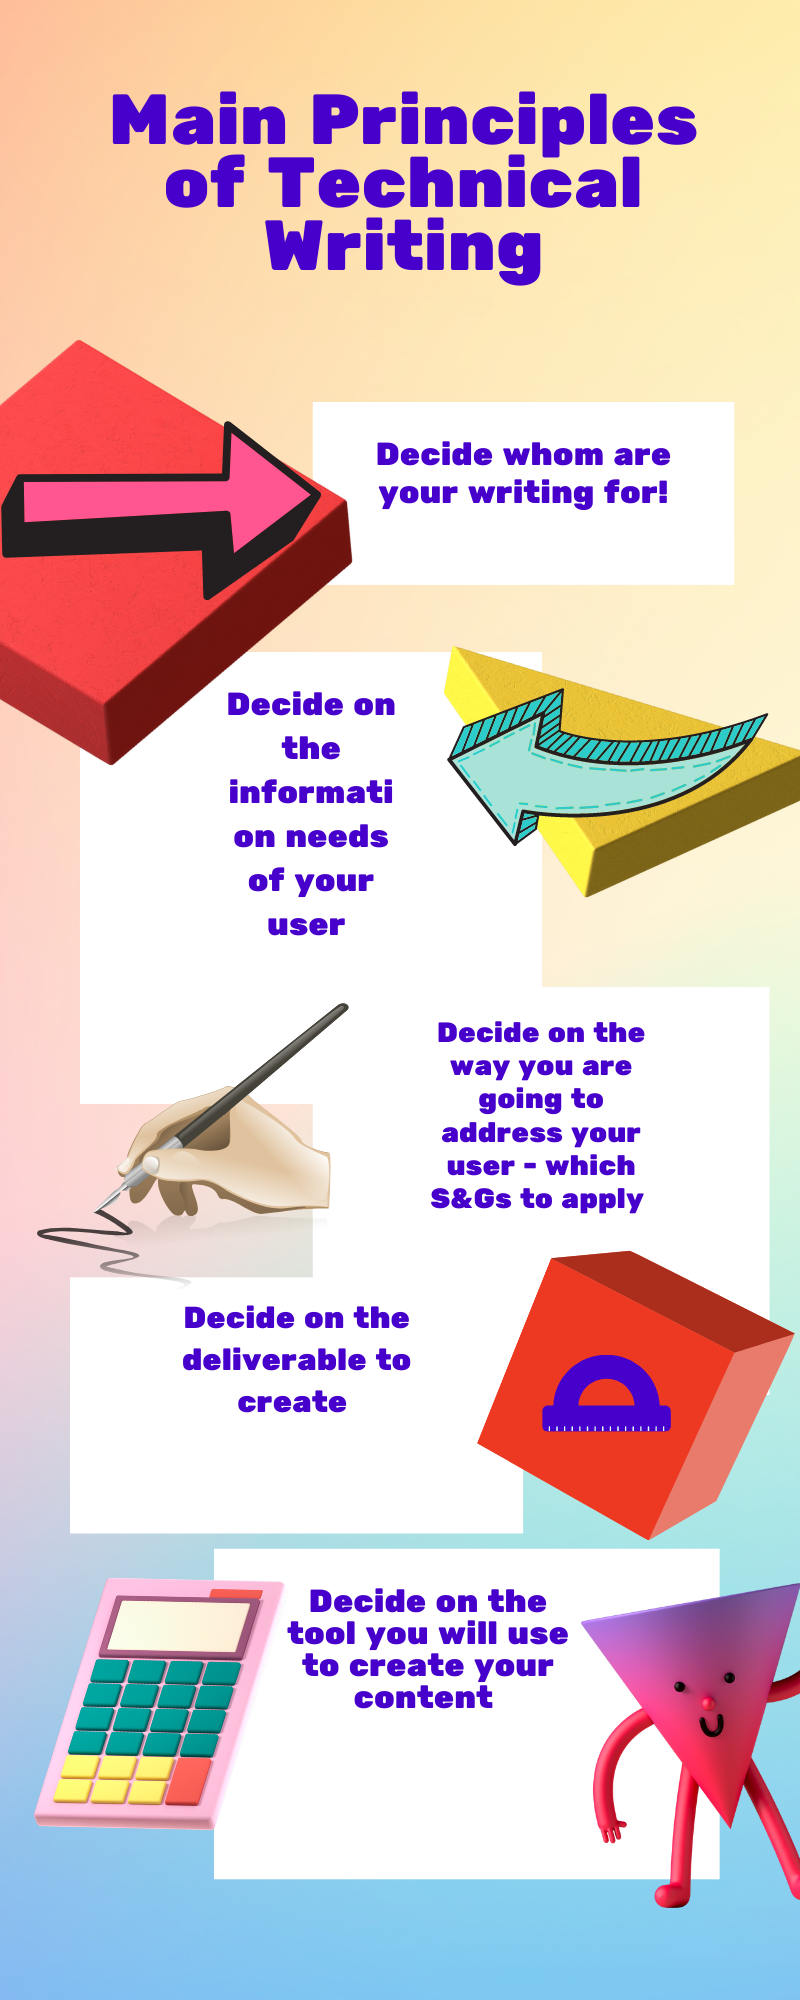 Main Principles
of Technical
Writing
Decide whom are
your writing for!
Decide on
the
informati
on needs
of your
user
Decide on the
way you are
going to
address your
user - which
S&Gs to apply
Decide on the
deliverable to
create
Decide on the
tool you will use
to create your
content